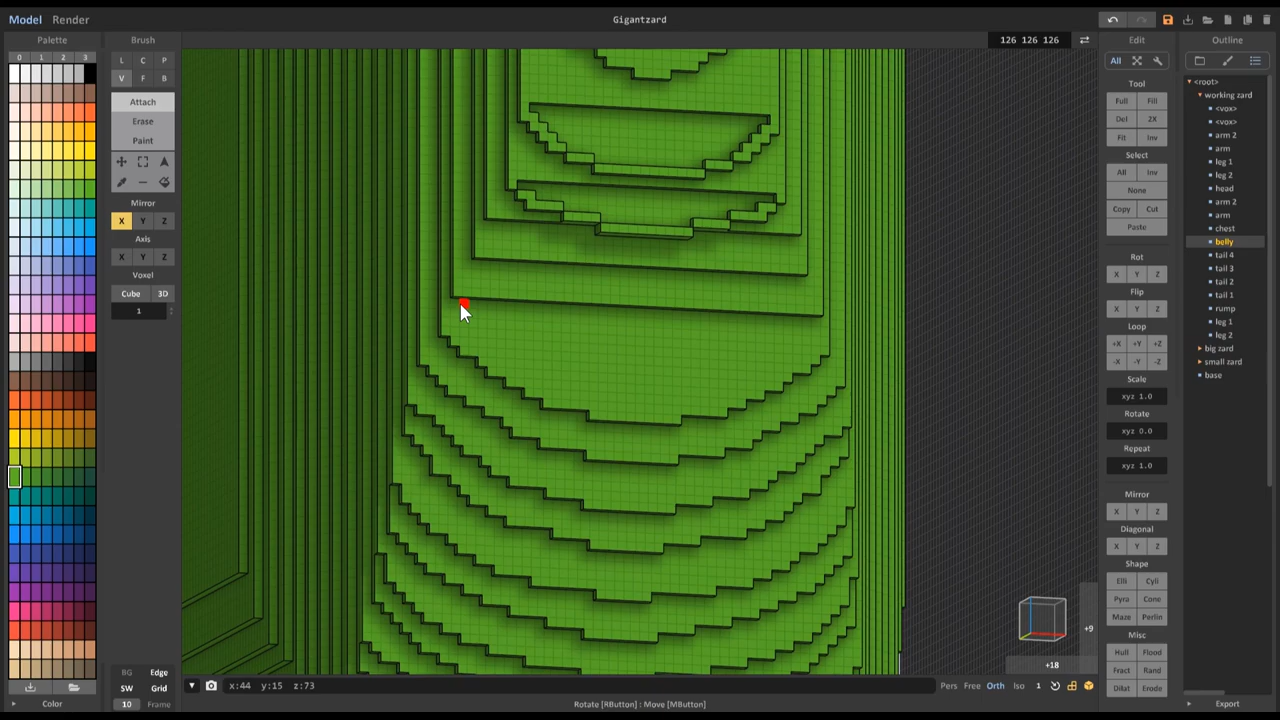 Model Render Gigantzard
Palette Brush 126 126 126 Edit Outline
0 1 2 3
L C P
V F B
Attach
Erase
Paint
Mirror
X Y Z
Axis
X Y Z
Voxel
Cube 3D
1
BG Edge
SW Grid
10 Frame
Color
All
Tool
Full Fill
Del 2X
Fit Inv
Select
All Inv
None
Copy Cut
Paste
Rot
X Y Z
Flip
X Y Z
Loop
+X +Y +Z
-X -Y -Z
Scale
xyz 1.0
Rotate
xyz 0.0
Repeat
xyz 1.0
Mirror
X Y Z
Diagonal
X Y Z
Shape
Elli Cyli
Pyra Cone
Maze Perlin
Misc
Hull Flood
Fract Rand
Dilat Erode
<root>
working zard
<vox>
<vox>
arm 2
arm
leg 1
leg 2
head
arm 2
arm
chest
belly
tail 4
tail 3
tail 2
tail 1
rump
leg 1
leg 2
big zard
small zard
base
Export
+9
+18
x:44 y:15 z:73 Pers Free Orth Iso 1
Rotate [RButton] : Move [MButton]